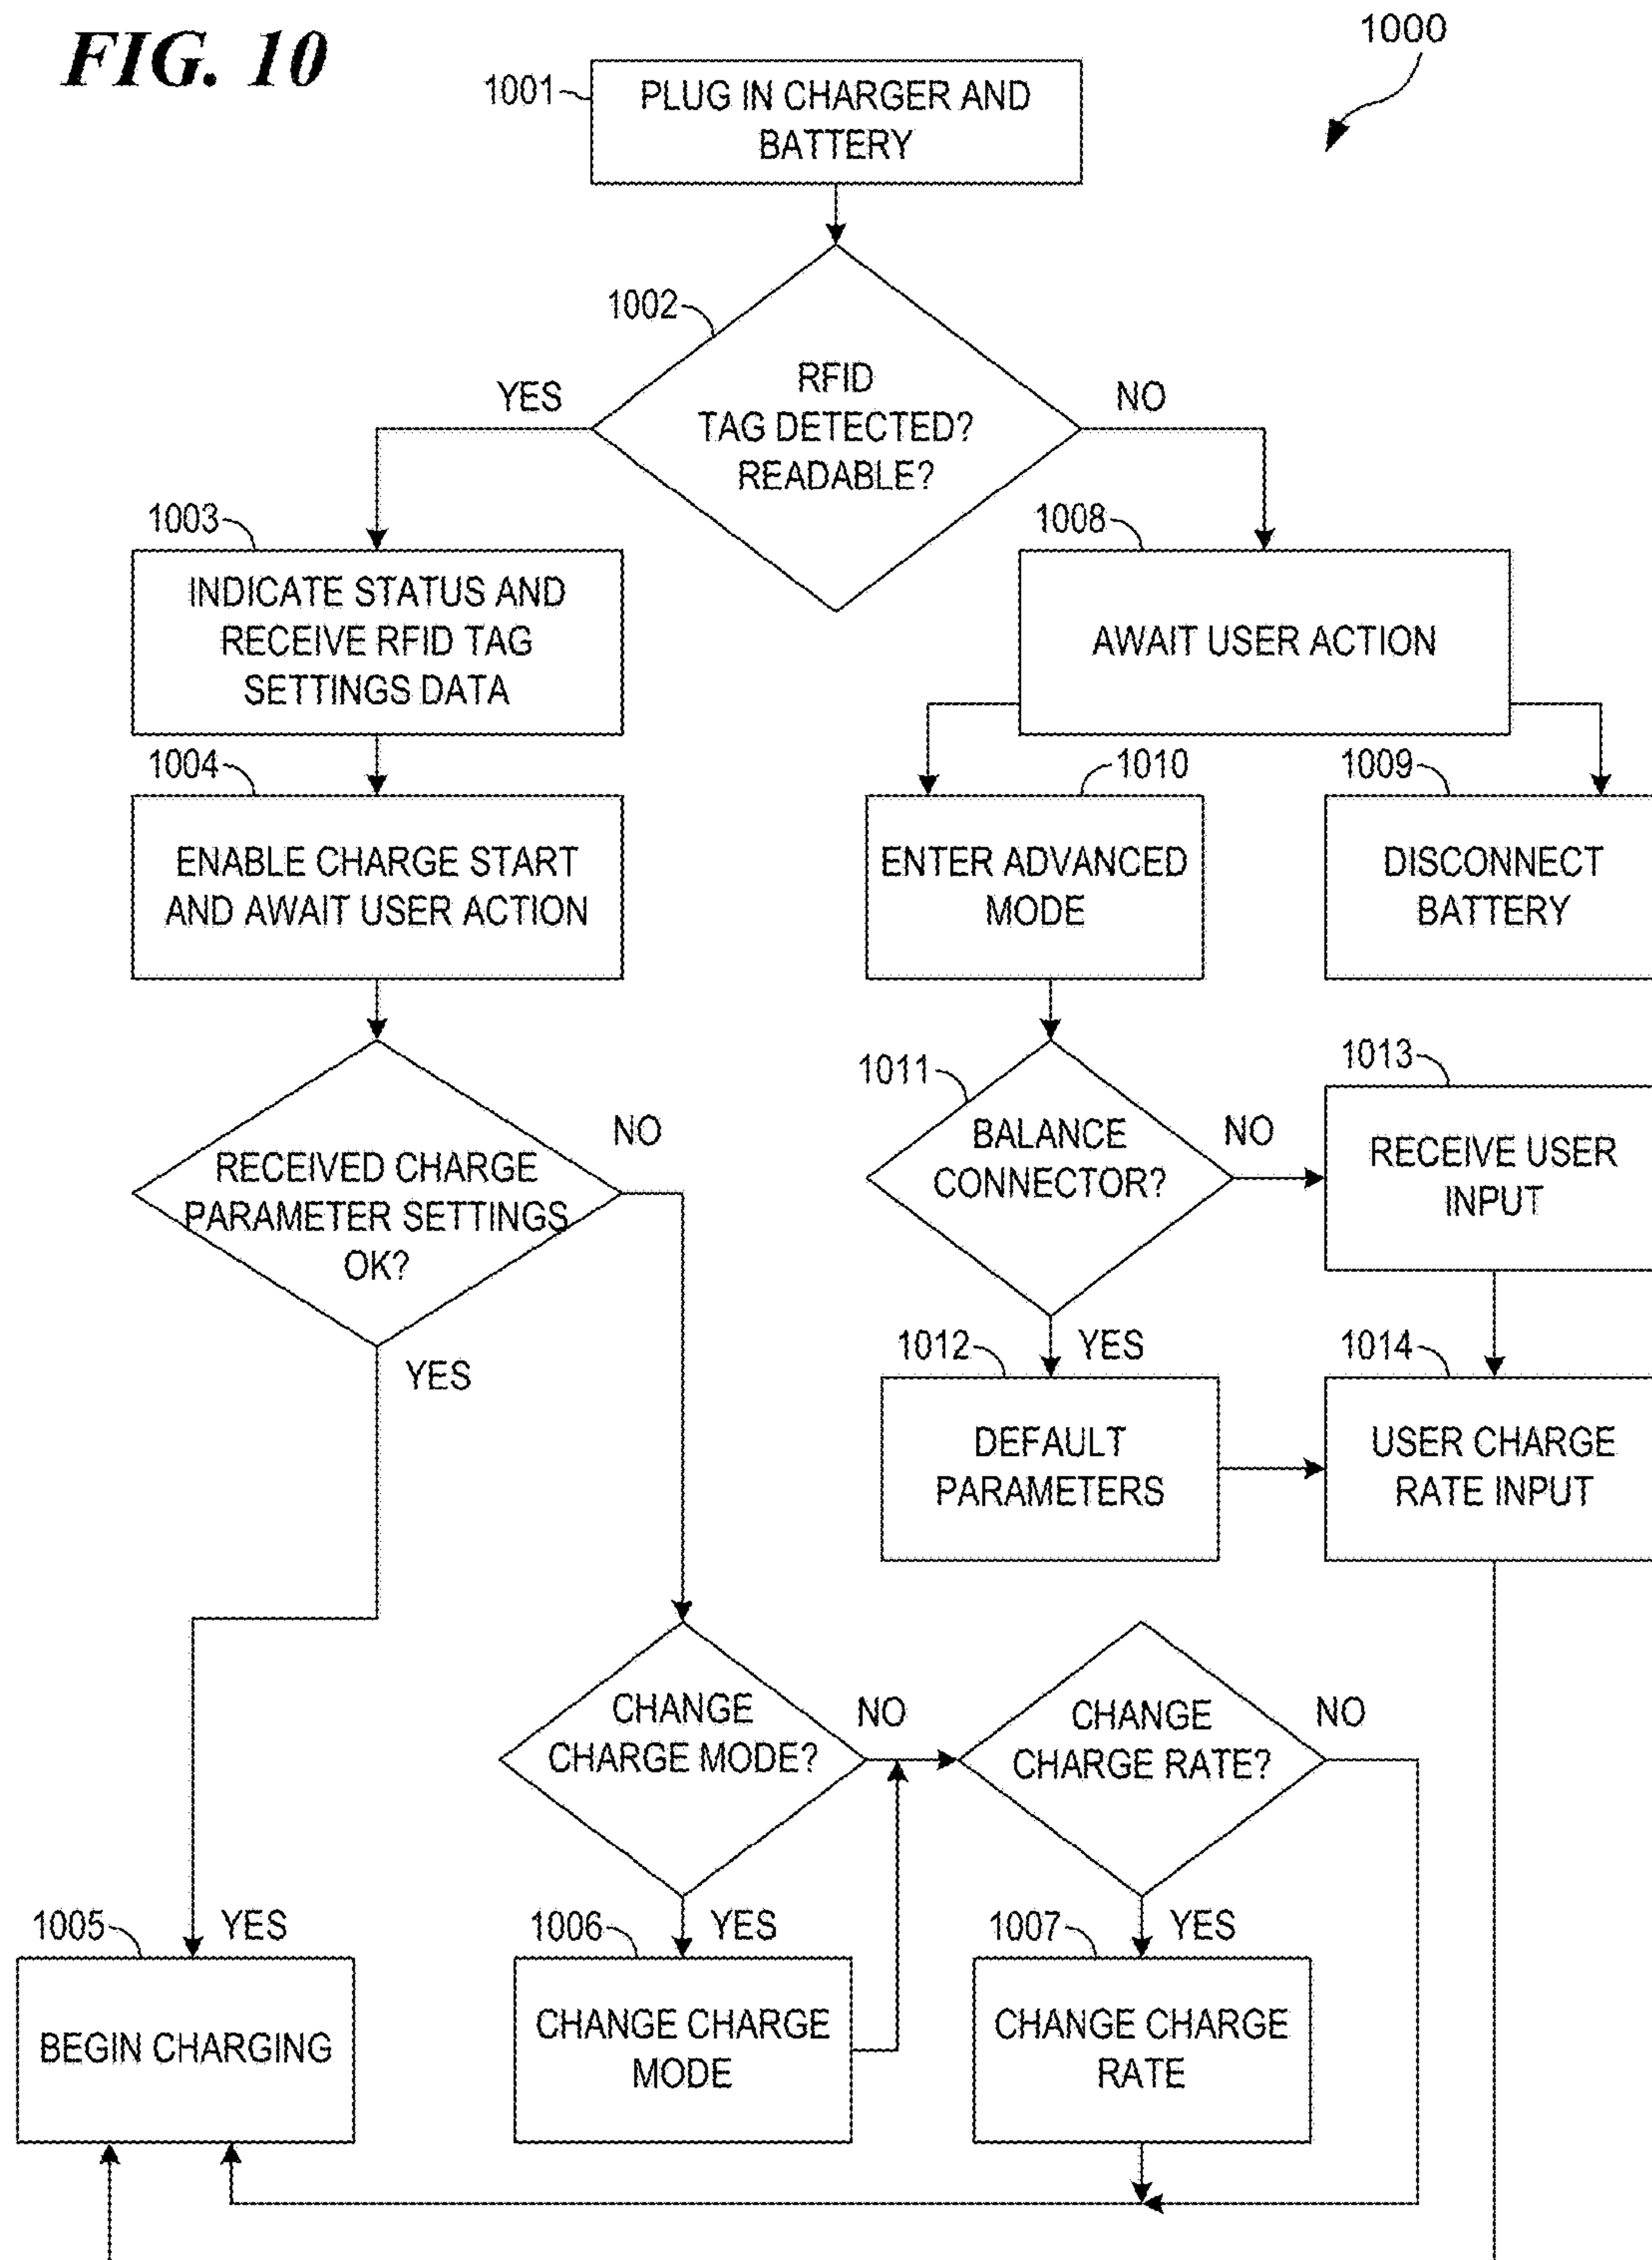 FIG. 10
1000
1001
PLUG IN CHARGER AND
BATTERY
1002
RFID
TAG DETECTED?
READABLE?
YES
NO
1003
INDICATE STATUS AND
RECEIVE RFID TAG
SETTINGS DATA
1008
AWAIT USER ACTION
1004
ENABLE CHARGE START
AND AWAIT USER ACTION
1010
ENTER ADVANCED
MODE
1009
DISCONNECT
BATTERY
RECEIVED CHARGE
PARAMETER SETTINGS
OK?
NO
YES
1011
BALANCE
CONNECTOR?
NO
YES
1013
RECEIVE USER
INPUT
1012
DEFAULT
PARAMETERS
1014
USER CHARGE
RATE INPUT
CHANGE
CHARGE MODE?
NO
CHANGE
CHARGE RATE?
NO
1005
YES
BEGIN CHARGING
1006
YES
CHANGE CHARGE
MODE
1007
YES
CHANGE CHARGE
RATE